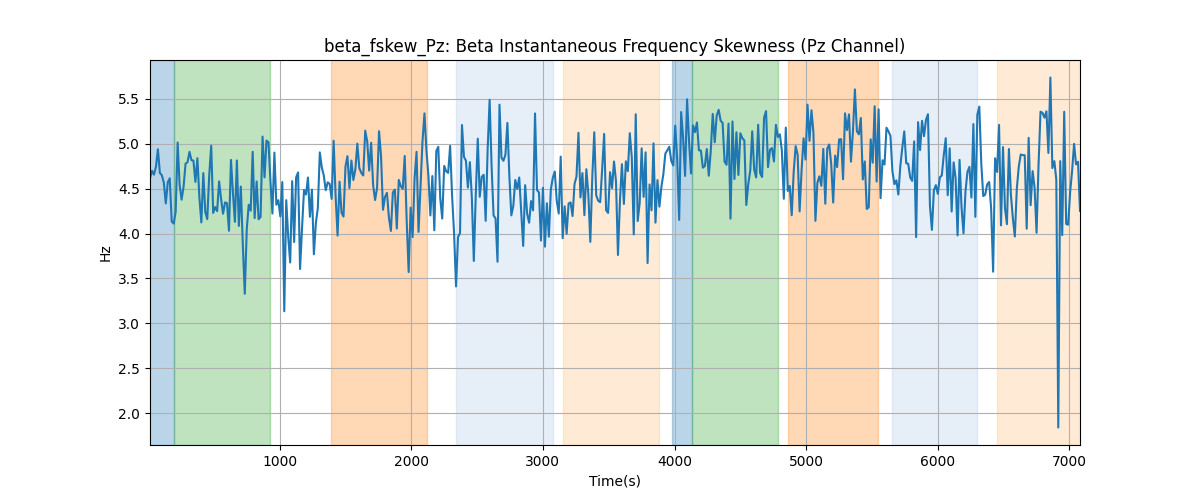 beta_fskew_Pz: Beta Instantaneous Frequency Skewness (Pz Channel)
5.5
5.0
4.5
4.0
3.5
3.0
2.5
2.0
Hz
1000 2000 3000 4000 5000 6000 7000
Time(s)